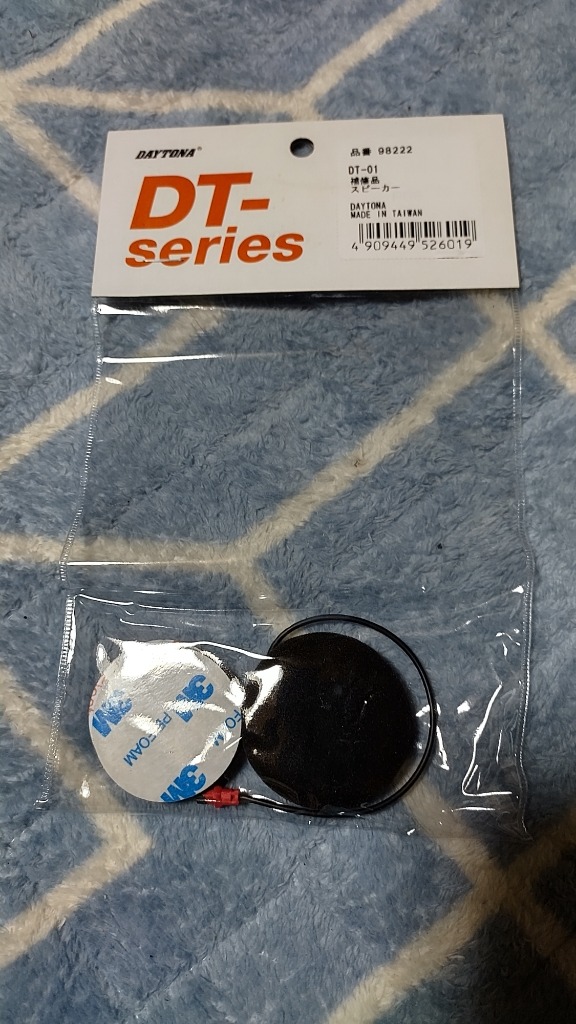 DAYTONA®
DT-
series
品番 98222
DT-01
補修品
スピーカー
DAYTONA
MADE IN TAIWAN
4 909449 526019
3M
3M
PE FOAM
3M